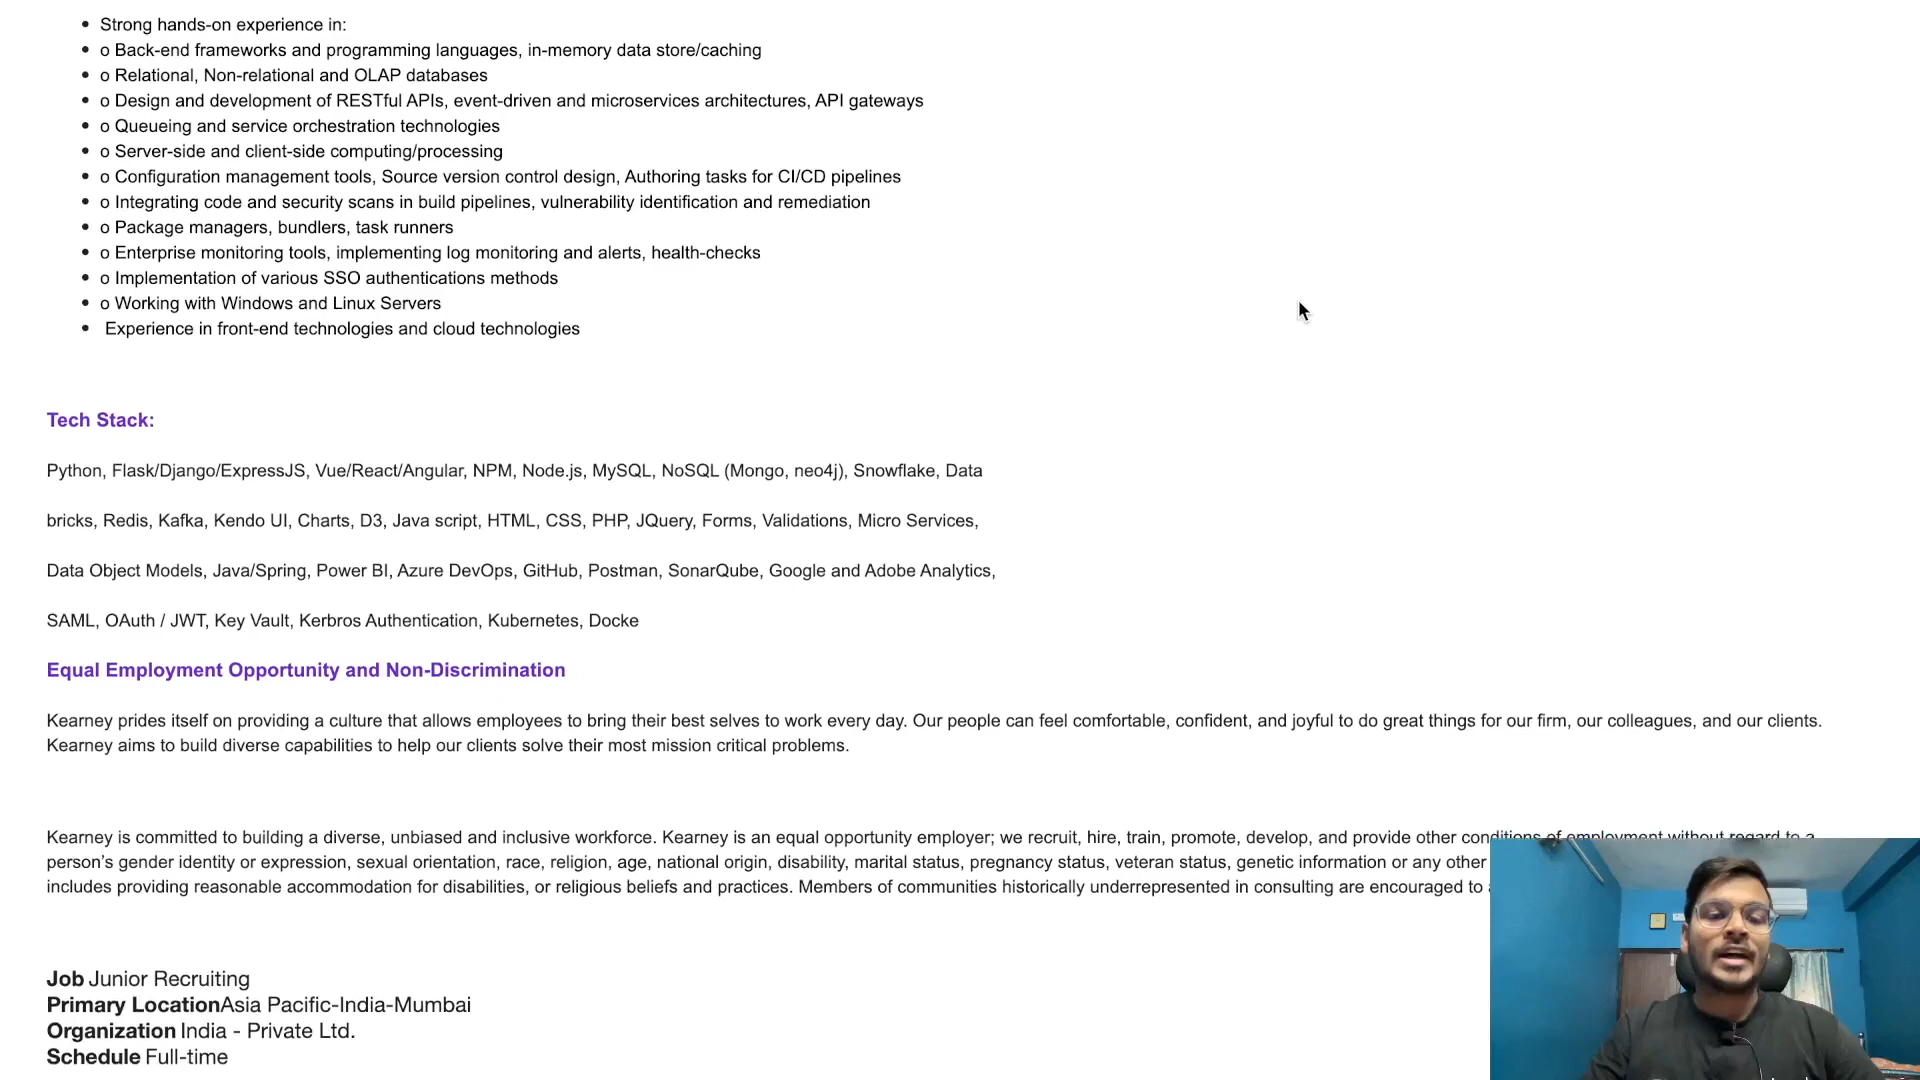 Strong hands-on experience in:
o Back-end frameworks and programming languages, in-memory data store/caching
o Relational, Non-relational and OLAP databases
o Design and development of RESTful APIs, event-driven and microservices architectures, API gateways
o Queueing and service orchestration technologies
o Server-side and client-side computing/processing
o Configuration management tools, Source version control design, Authoring tasks for CI/CD pipelines
o Integrating code and security scans in build pipelines, vulnerability identification and remediation
o Package managers, bundlers, task runners
o Enterprise monitoring tools, implementing log monitoring and alerts, health-checks
o Implementation of various SSO authentications methods
o Working with Windows and Linux Servers
Experience in front-end technologies and cloud technologies
Tech Stack:
Python, Flask/Django/ExpressJS, Vue/React/Angular, NPM, Node.js, MySQL, NoSQL (Mongo, neo4j), Snowflake, Data
bricks, Redis, Kafka, Kendo UI, Charts, D3, Java script, HTML, CSS, PHP, JQuery, Forms, Validations, Micro Services,
Data Object Models, Java/Spring, Power BI, Azure DevOps, GitHub, Postman, SonarQube, Google and Adobe Analytics,
SAML, OAuth / JWT, Key Vault, Kerbros Authentication, Kubernetes, Docke
Equal Employment Opportunity and Non-Discrimination
Kearney prides itself on providing a culture that allows employees to bring their best selves to work every day. Our people can feel comfortable, confident, and joyful to do great things for our firm, our colleagues, and our clients.
Kearney aims to build diverse capabilities to help our clients solve their most mission critical problems.
Kearney is committed to building a diverse, unbiased and inclusive workforce. Kearney is an equal opportunity employer; we recruit, hire, train, promote, develop, and provide other conditions of employment without regard to a
person’s gender identity or expression, sexual orientation, race, religion, age, national origin, disability, marital status, pregnancy status, veteran status, genetic information or any other
includes providing reasonable accommodation for disabilities, or religious beliefs and practices. Members of communities historically underrepresented in consulting are encouraged to
Job Junior Recruiting
Primary LocationAsia Pacific-India-Mumbai
Organization India - Private Ltd.
Schedule Full-time